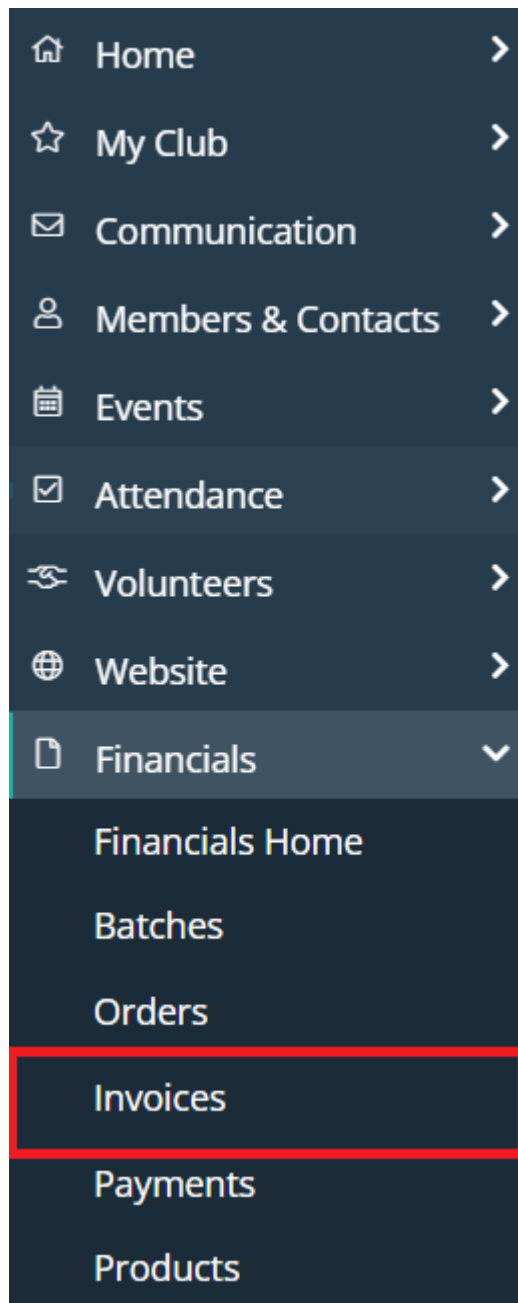 Home
My Club
Communication
Members & Contacts
Events
Attendance
Volunteers
Website
Financials
Financials Home
Batches
Orders
Invoices
Payments
Products